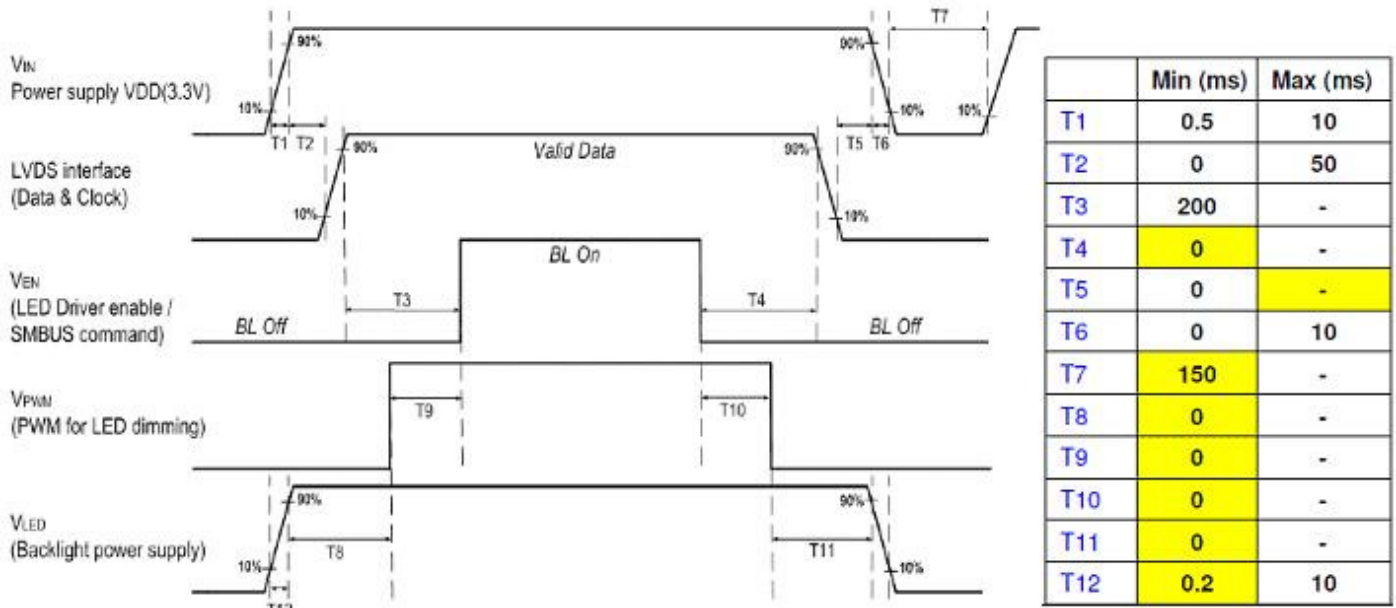 T7
90%
90%
VIN
Power supply VDD(3.3V)
10%
10%
10%
T1 T2
T5 T6
LVDS interface
(Data & Clock)
90%
Valid Data
90%
10%
10%
VEN
(LED Driver enable /
SMBUS command)
BL On
T3
T4
BL Off
BL Off
VPWM
(PWM for LED dimming)
T9
T10
VLED
(Backlight power supply)
90%
90%
T8
T11
10%
10%
T12
Min (ms) Max (ms)
T1 0.5 10
T2 0 50
T3 200 -
T4 0 -
T5 0 -
T6 0 10
T7 150 -
T8 0 -
T9 0 -
T10 0 -
T11 0 -
T12 0.2 10